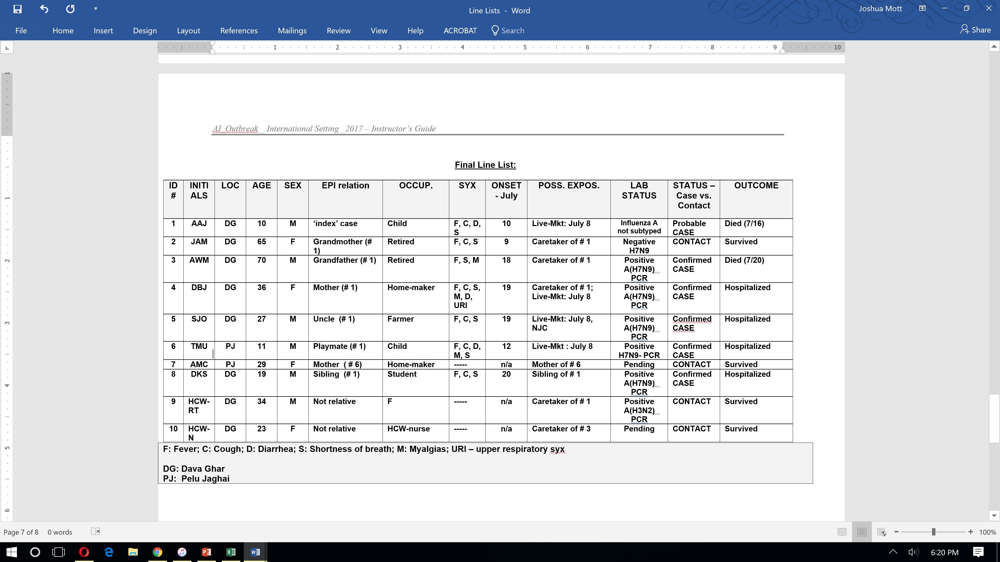 Line Lists - Word
Joshua Mott
File Home Insert Design Layout References Mailings Review View Help ACROBAT Search Share
L
1 2 3 4 5 6 7 8 9 10
1
1
2
3
4
5
6
AI_Outbreak _ International Setting _2017 – Instructor’s Guide
Final Line List:
ID INITI LOC AGE SEX EPI relation OCCUP. SYX ONSET POSS. EXPOS. LAB STATUS – OUTCOME
# ALS - July STATUS Case vs.
Contact
1 AAJ DG 10 M ‘index’ case Child F, C, D, 10 Live-Mkt: July 8 Influenza A Probable Died (7/16)
S not subtyped CASE
2 JAM DG 65 F Grandmother (# Retired F, C, S 9 Caretaker of # 1 Negative CONTACT Survived
1) H7N9
3 AWM DG 70 M Grandfather (# 1) Retired F, S, M 18 Caretaker of # 1 Positive Confirmed Died (7/20)
A(H7N9) CASE
PCR
4 DBJ DG 36 F Mother (# 1) Home-maker F, C, S, 19 Caretaker of # 1; Positive Confirmed Hospitalized
M, D, Live-Mkt: July 8 A(H7N9) CASE
URI PCR
5 SJO DG 27 M Uncle (# 1) Farmer F, C, S 19 Live-Mkt: July 8, Positive Confirmed Hospitalized
NJC A(H7N9) CASE
PCR
6 TMU PJ 11 M Playmate (# 1) Child F, C, D, 12 Live-Mkt : July 8 Positive Confirmed Hospitalized
M, S H7N9- PCR CASE
7 AMC PJ 29 F Mother ( # 6) Home-maker ----- n/a Mother of # 6 Pending CONTACT Survived
8 DKS DG 19 M Sibling (# 1) Student F, C, S 20 Sibling of # 1 Positive Confirmed Hospitalized
A(H7N9) CASE
PCR
9 HCW- DG 34 M Not relative F ----- n/a Caretaker of # 1 Positive CONTACT Survived
RT A(H3N2)
PCR
10 HCW- DG 23 F Not relative HCW-nurse ----- n/a Caretaker of # 3 Pending CONTACT Survived
N
F: Fever; C: Cough; D: Diarrhea; S: Shortness of breath; M: Myalgias; URI – upper respiratory syx
DG: Dava Ghar
PJ: Pelu Jaghai
Page 7 of 8 0 words 100%
6:20 PM